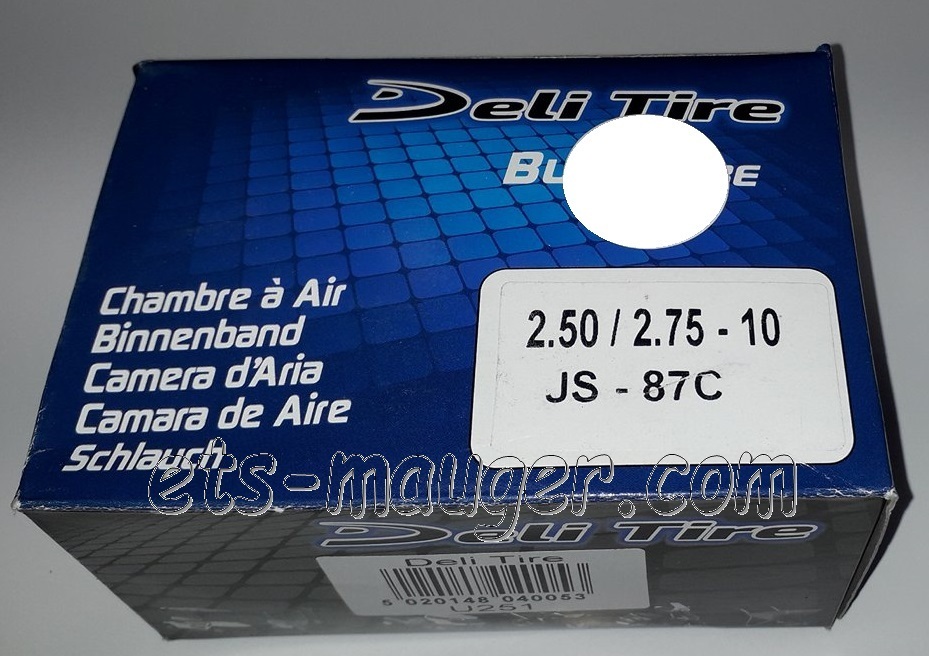 Deli Tire
2.50 / 2.75 - 10
JS - 87C
Chambre à Air
Binnenband
Camera d'Aria
Camara de Aire
Schlauch
ets-mauger.com
Deli Tire
Deli Tire
5 020148 040053
U251